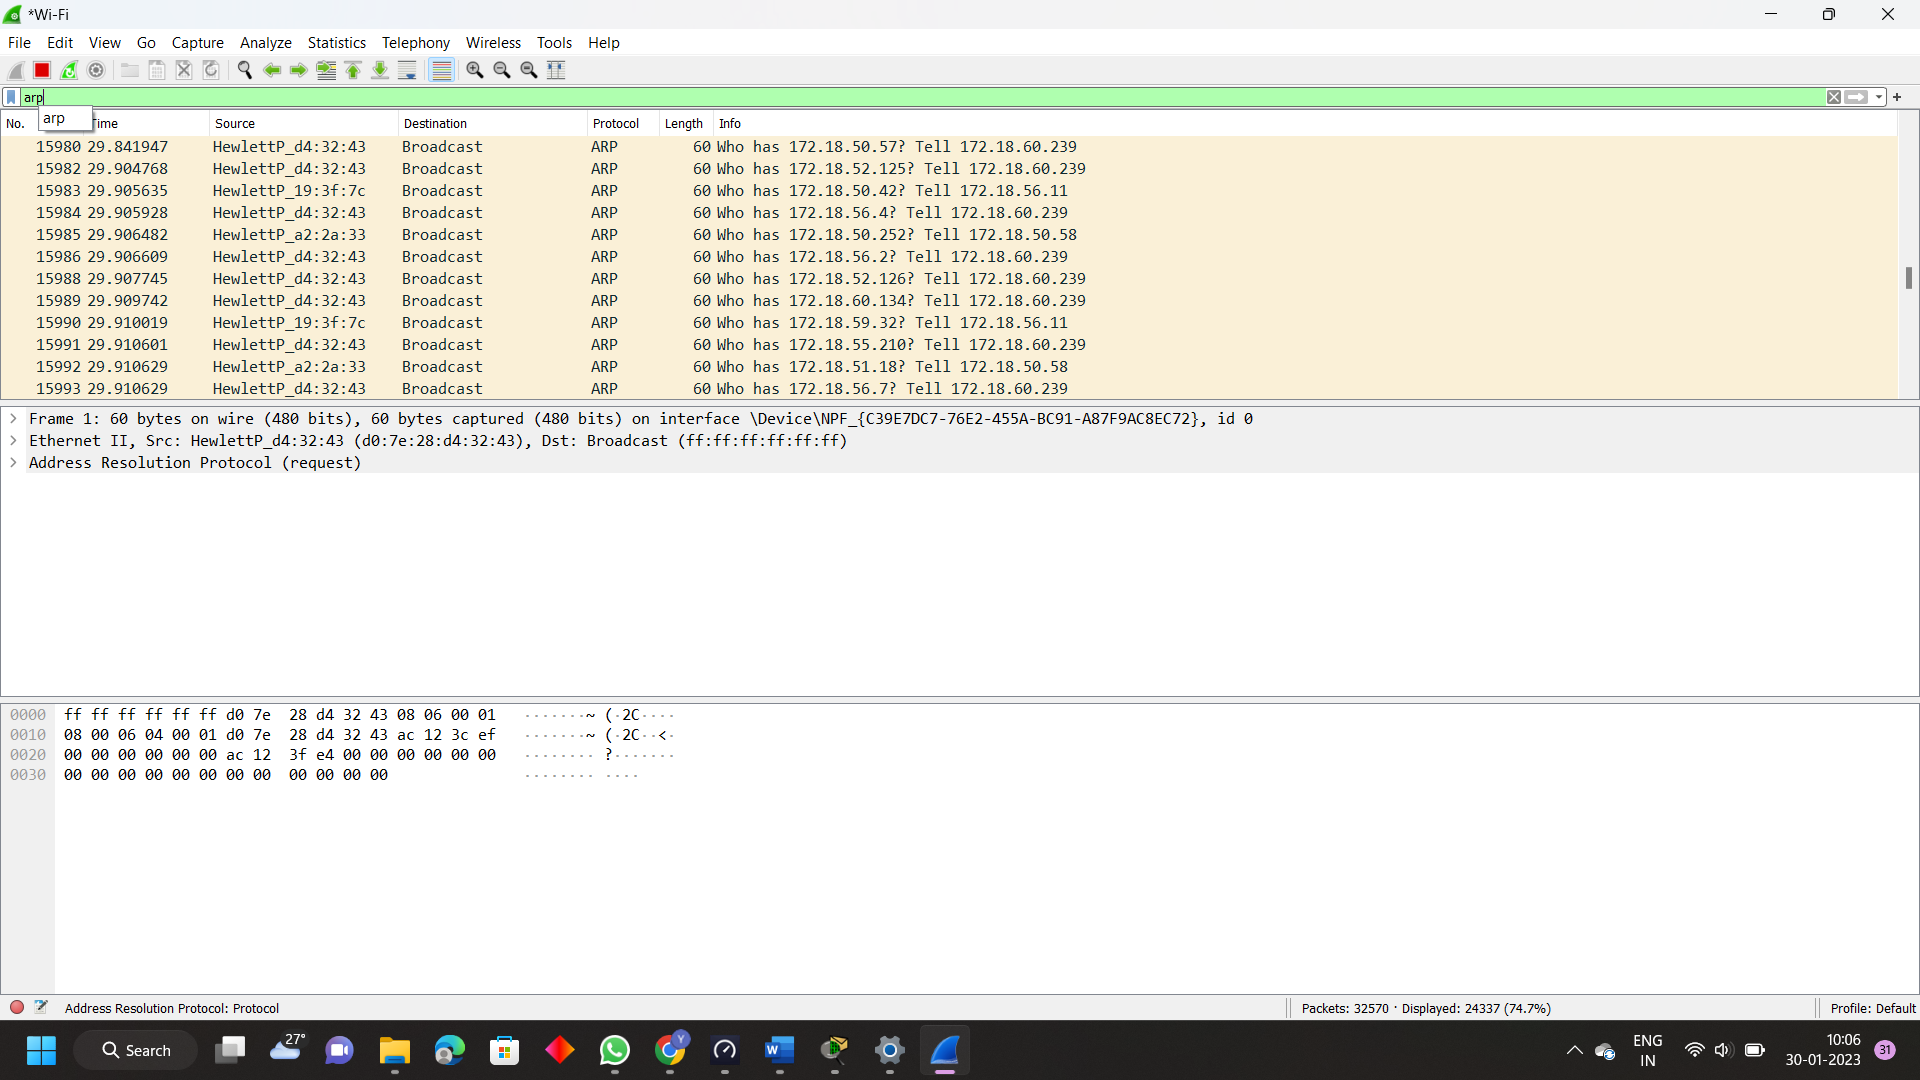 *Wi-Fi
File Edit View Go Capture Analyze Statistics Telephony Wireless Tools Help
arp
arp
No. Time Source Destination Protocol Length Info
15980 29.841947 HewlettP_d4:32:43 Broadcast ARP 60 Who has 172.18.50.57? Tell 172.18.60.239
15982 29.904768 HewlettP_d4:32:43 Broadcast ARP 60 Who has 172.18.52.125? Tell 172.18.60.239
15983 29.905635 HewlettP_19:3f:7c Broadcast ARP 60 Who has 172.18.50.42? Tell 172.18.56.11
15984 29.905928 HewlettP_d4:32:43 Broadcast ARP 60 Who has 172.18.56.4? Tell 172.18.60.239
15985 29.906482 HewlettP_a2:2a:33 Broadcast ARP 60 Who has 172.18.50.252? Tell 172.18.50.58
15986 29.906609 HewlettP_d4:32:43 Broadcast ARP 60 Who has 172.18.56.2? Tell 172.18.60.239
15988 29.907745 HewlettP_d4:32:43 Broadcast ARP 60 Who has 172.18.52.126? Tell 172.18.60.239
15989 29.909742 HewlettP_d4:32:43 Broadcast ARP 60 Who has 172.18.60.134? Tell 172.18.60.239
15990 29.910019 HewlettP_19:3f:7c Broadcast ARP 60 Who has 172.18.59.32? Tell 172.18.56.11
15991 29.910601 HewlettP_d4:32:43 Broadcast ARP 60 Who has 172.18.55.210? Tell 172.18.60.239
15992 29.910629 HewlettP_a2:2a:33 Broadcast ARP 60 Who has 172.18.51.18? Tell 172.18.50.58
15993 29.910629 HewlettP_d4:32:43 Broadcast ARP 60 Who has 172.18.56.7? Tell 172.18.60.239
Frame 1: 60 bytes on wire (480 bits), 60 bytes captured (480 bits) on interface \Device\NPF_{C39E7DC7-76E2-455A-BC91-A87F9AC8EC72}, id 0
Ethernet II, Src: HewlettP_d4:32:43 (d0:7e:28:d4:32:43), Dst: Broadcast (ff:ff:ff:ff:ff:ff)
Address Resolution Protocol (request)
0000 ff ff ff ff ff ff d0 7e 28 d4 32 43 08 06 00 01 ·······~ (·2C····
0010 08 00 06 04 00 01 d0 7e 28 d4 32 43 ac 12 3c ef ·······~ (·2C··<·
0020 00 00 00 00 00 00 ac 12 3f e4 00 00 00 00 00 00 ········ ?·······
0030 00 00 00 00 00 00 00 00 00 00 00 00 ········ ····
Address Resolution Protocol: Protocol Packets: 32570 · Displayed: 24337 (74.7%) Profile: Default
27°
Search
Y
ENG
IN
10:06
30-01-2023
31